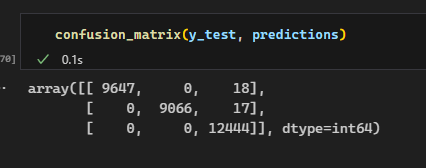 confusion_matrix(y_test, predictions)
70]
0.1s
array([[ 9647, 0, 18],
[ 0, 9066, 17],
[ 0, 0, 12444]], dtype=int64)